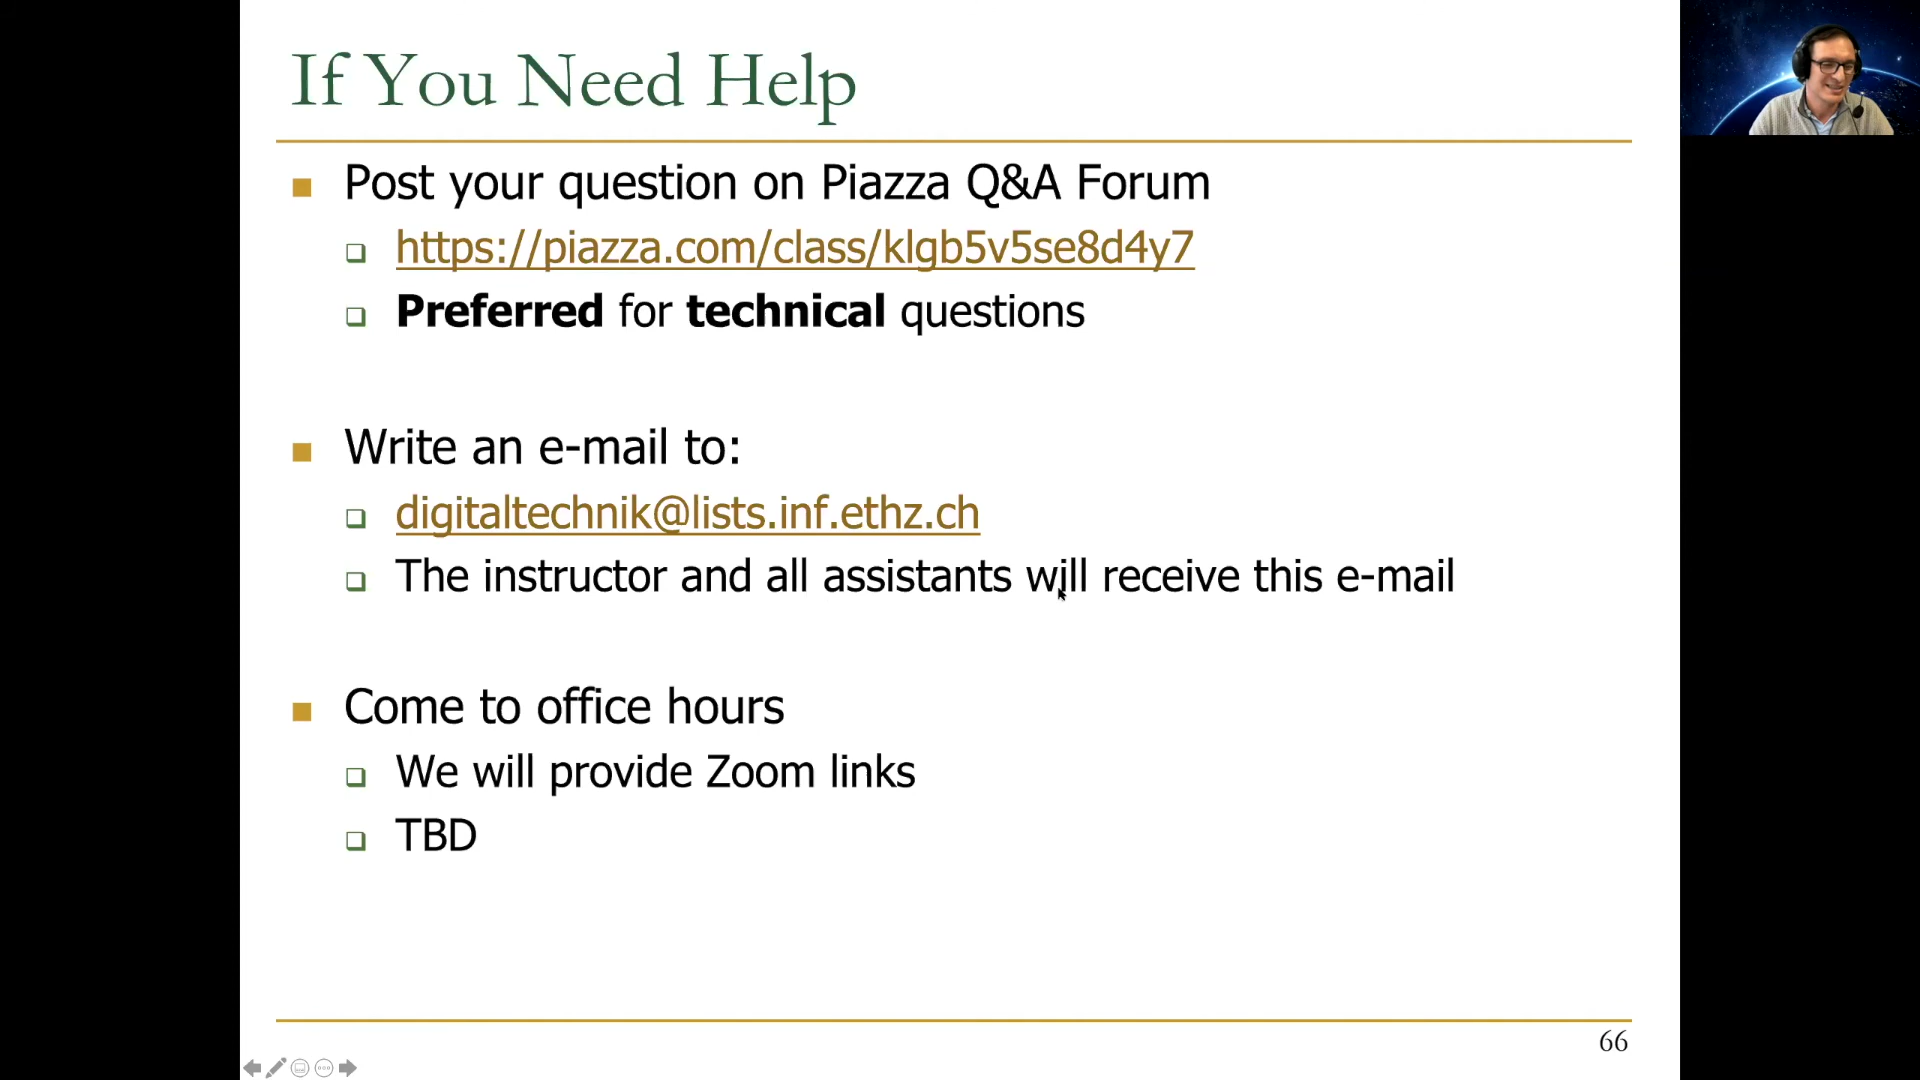 If You Need Help
Post your question on Piazza Q&A Forum
https://piazza.com/class/klgb5v5se8d4y7
Preferred for technical questions
Write an e-mail to:
digitaltechnik@lists.inf.ethz.ch
The instructor and all assistants will receive this e-mail
Come to office hours
We will provide Zoom links
TBD
66